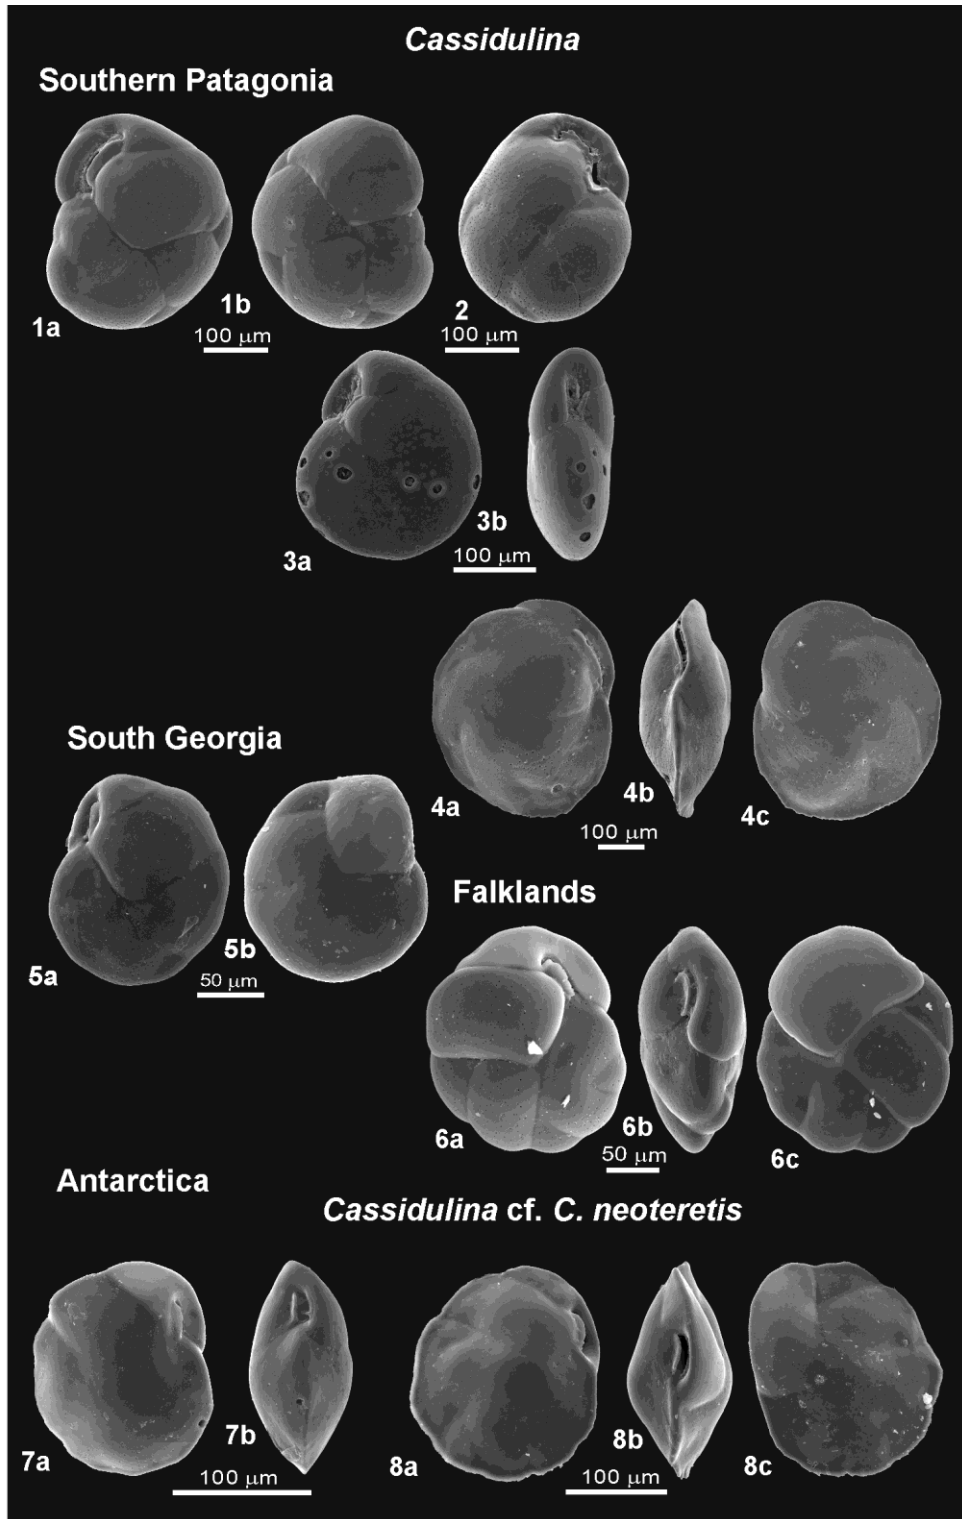 Cassidulina
Southern Patagonia
1a
1b
100 μm
2
100 μm
3a
3b
100 μm
4a
4b
100 μm
4c
South Georgia
5a
5b
50 μm
Falklands
6a
6b
50 μm
6c
Antarctica
Cassidulina cf. C. neoteretis
7a
7b
100 μm
8a
8b
100 μm
8c